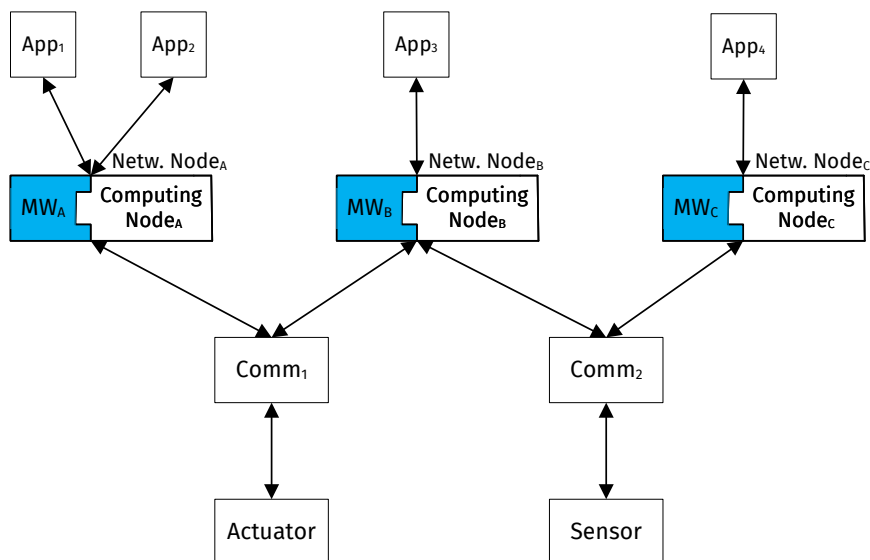 App₁
App₂
App₃
App₄
Netw. Node_A
Netw. Node_B
Netw. Node_C
MW_A
Computing
Node_A
MW_B
Computing
Node_B
MW_C
Computing
Node_C
Comm₁
Comm₂
Actuator
Sensor